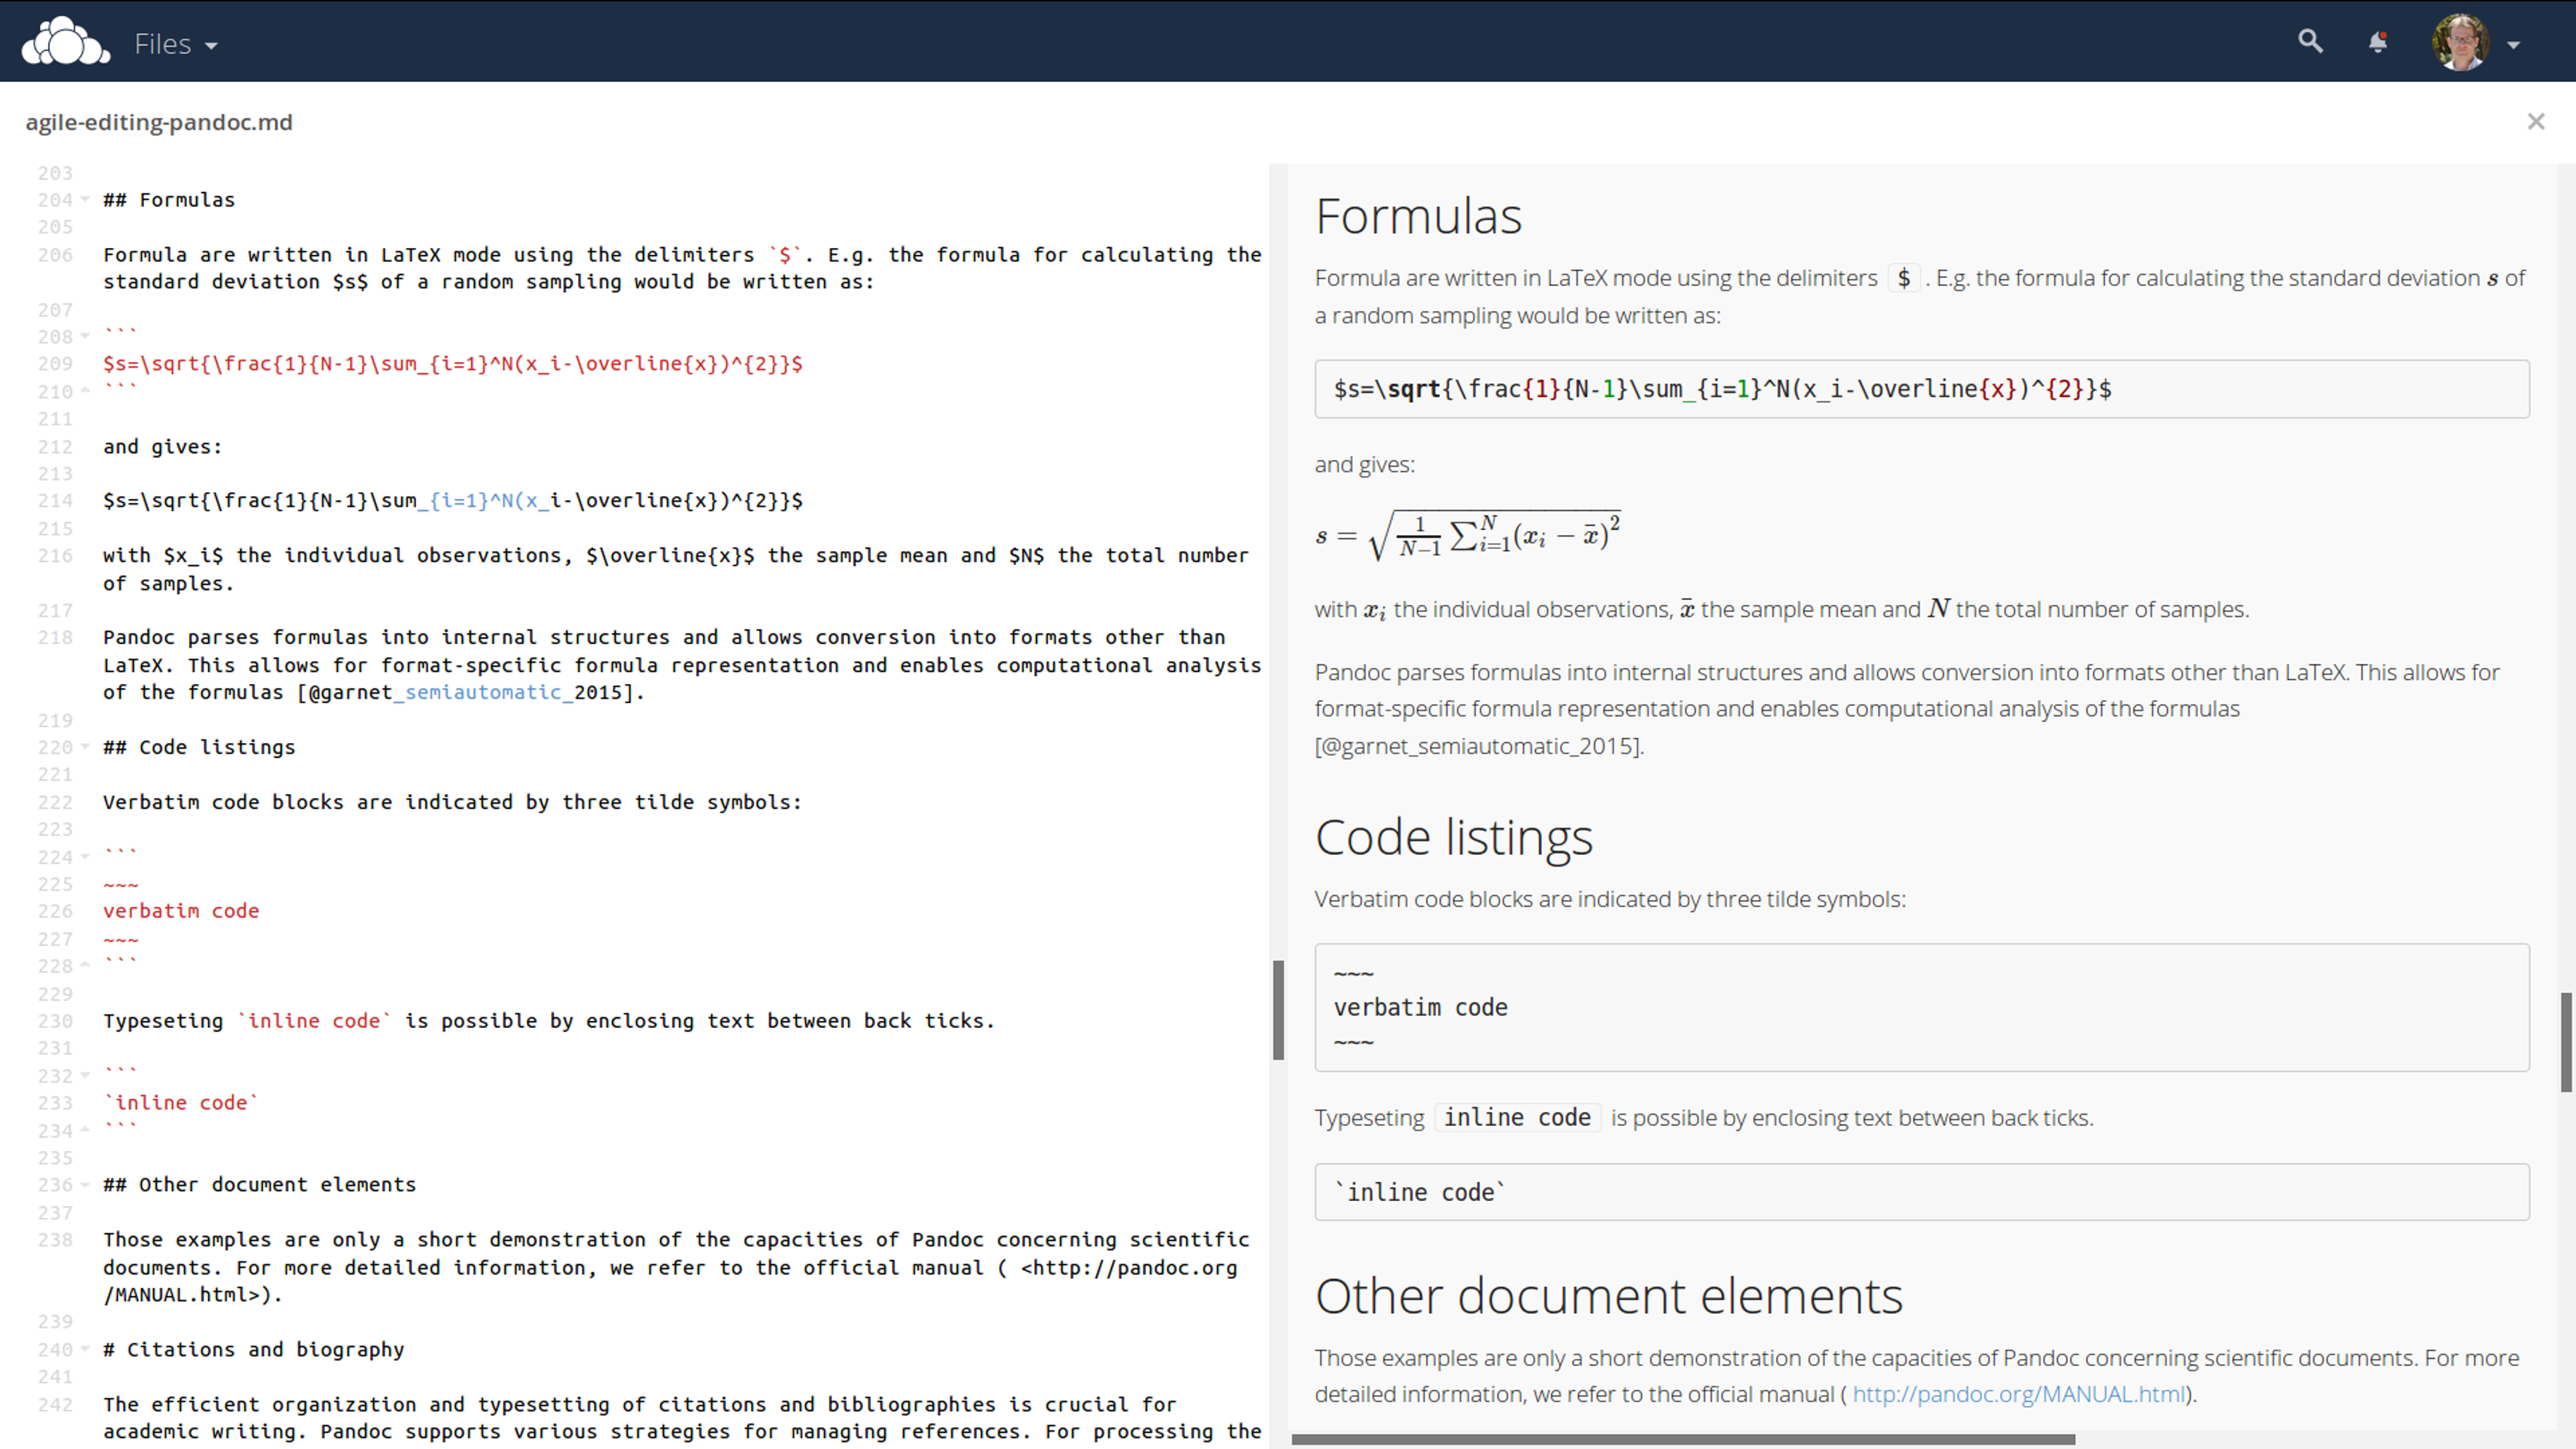 Files
agile-editing-pandoc.md
203
204 ## Formulas
205
206 Formula are written in LaTeX mode using the delimiters `$`. E.g. the formula for calculating the
standard deviation $s$ of a random sampling would be written as:
207
208 ```
209 $s=\sqrt{\frac{1}{N-1}\sum_{i=1}^N(x_i-\overline{x})^{2}}$
210 ```
211
212 and gives:
213
214 $s=\sqrt{\frac{1}{N-1}\sum_{i=1}^N(x_i-\overline{x})^{2}}$
215
216 with $x_i$ the individual observations, $\overline{x}$ the sample mean and $N$ the total number
of samples.
217
218 Pandoc parses formulas into internal structures and allows conversion into formats other than
LaTeX. This allows for format-specific formula representation and enables computational analysis
of the formulas [@garnet_semiautomatic_2015].
219
220 ## Code listings
221
222 Verbatim code blocks are indicated by three tilde symbols:
223
224 ```
225 ~~~
226 verbatim code
227 ~~~
228 ```
229
230 Typeseting `inline code` is possible by enclosing text between back ticks.
231
232 ```
233 `inline code`
234 ```
235
236 ## Other document elements
237
238 Those examples are only a short demonstration of the capacities of Pandoc concerning scientific
documents. For more detailed information, we refer to the official manual ( <http://pandoc.org
/MANUAL.html>).
239
240 # Citations and biography
241
242 The efficient organization and typesetting of citations and bibliographies is crucial for
academic writing. Pandoc supports various strategies for managing references. For processing the
Formulas
Formula are written in LaTeX mode using the delimiters $ . E.g. the formula for calculating the standard deviation s of
a random sampling would be written as:
$s=\sqrt{\frac{1}{N-1}\sum_{i=1}^N(x_i-\overline{x})^{2}}$
and gives:
s = √(1/(N−1) ∑_{i=1}^N (x_i − x̄)²)
with x_i the individual observations, x̄ the sample mean and N the total number of samples.
Pandoc parses formulas into internal structures and allows conversion into formats other than LaTeX. This allows for
format-specific formula representation and enables computational analysis of the formulas
[@garnet_semiautomatic_2015].
Code listings
Verbatim code blocks are indicated by three tilde symbols:
~~~
verbatim code
~~~
Typeseting inline code is possible by enclosing text between back ticks.
`inline code`
Other document elements
Those examples are only a short demonstration of the capacities of Pandoc concerning scientific documents. For more
detailed information, we refer to the official manual ( http://pandoc.org/MANUAL.html).